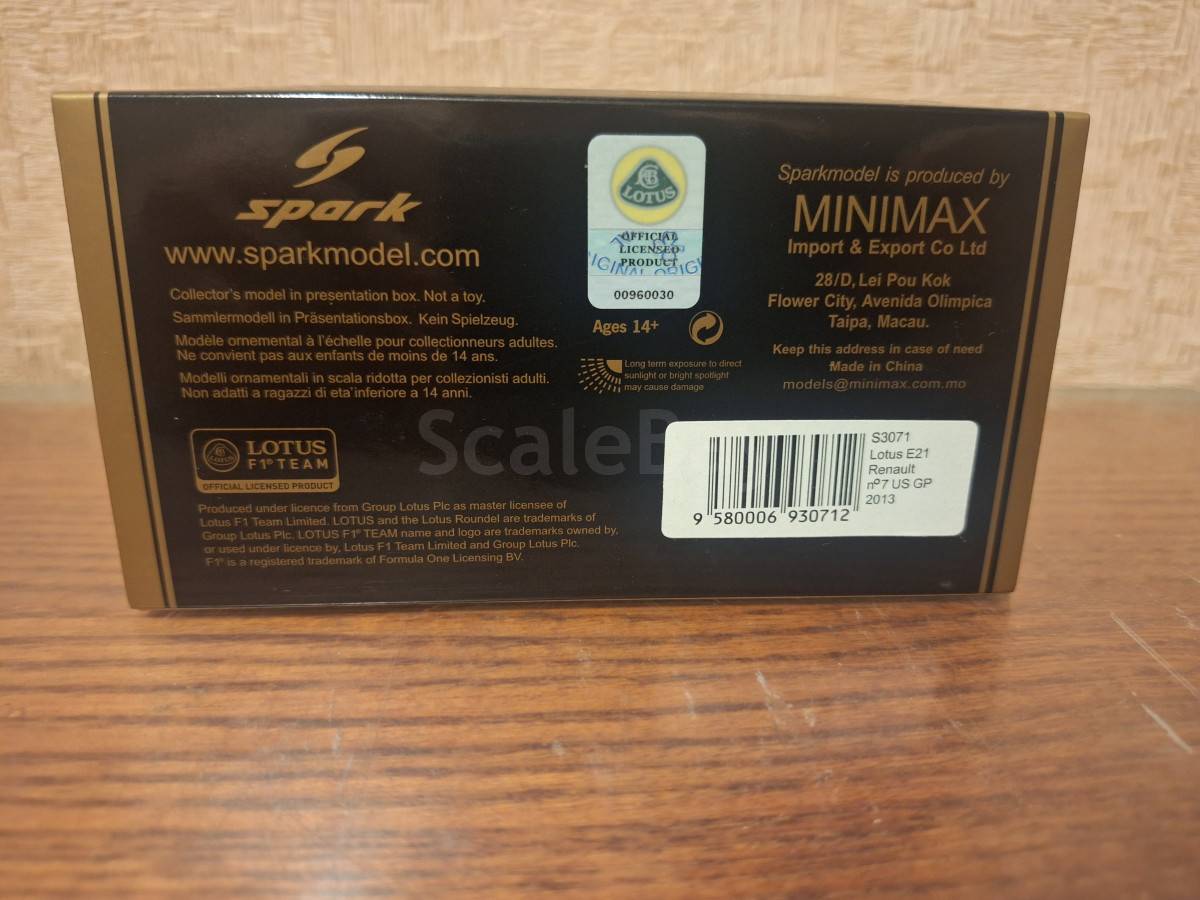 spark
www.sparkmodel.com
Collector's model in presentation box. Not a toy.
Sammlermodell in Präsentationsbox. Kein Spielzeug.
Modèle ornemental à l'échelle pour collectionneurs adultes.
Ne convient pas aux enfants de moins de 14 ans.
Modelli ornamentali in scala ridotta per collezionisti adulti.
Non adatti a ragazzi di eta'inferiore a 14 anni.
LOTUS
LOTUS
F1® TEAM
OFFICIAL LICENSED PRODUCT
Produced under licence from Group Lotus Plc as master licensee of
Lotus F1 Team Limited. LOTUS and the Lotus Roundel are trademarks of
Group Lotus Plc. LOTUS F1® TEAM name and logo are trademarks owned by,
or used under licence by, Lotus F1 Team Limited and Group Lotus Plc.
F1® is a registered trademark of Formula One Licensing BV.
LOTUS
OFFICIAL
LICENSED
PRODUCT
00960030
Ages 14+
Long term exposure to direct
sunlight or bright spotlight
may cause damage
Sparkmodel is produced by
MINIMAX
Import & Export Co Ltd
28/D, Lei Pou Kok
Flower City, Avenida Olimpica
Taipa, Macau.
Keep this address in case of need
Made in China
models@minimax.com.mo
S3071
Lotus E21
Renault
nº7 US GP
2013
9 580006 930712
ScaleB